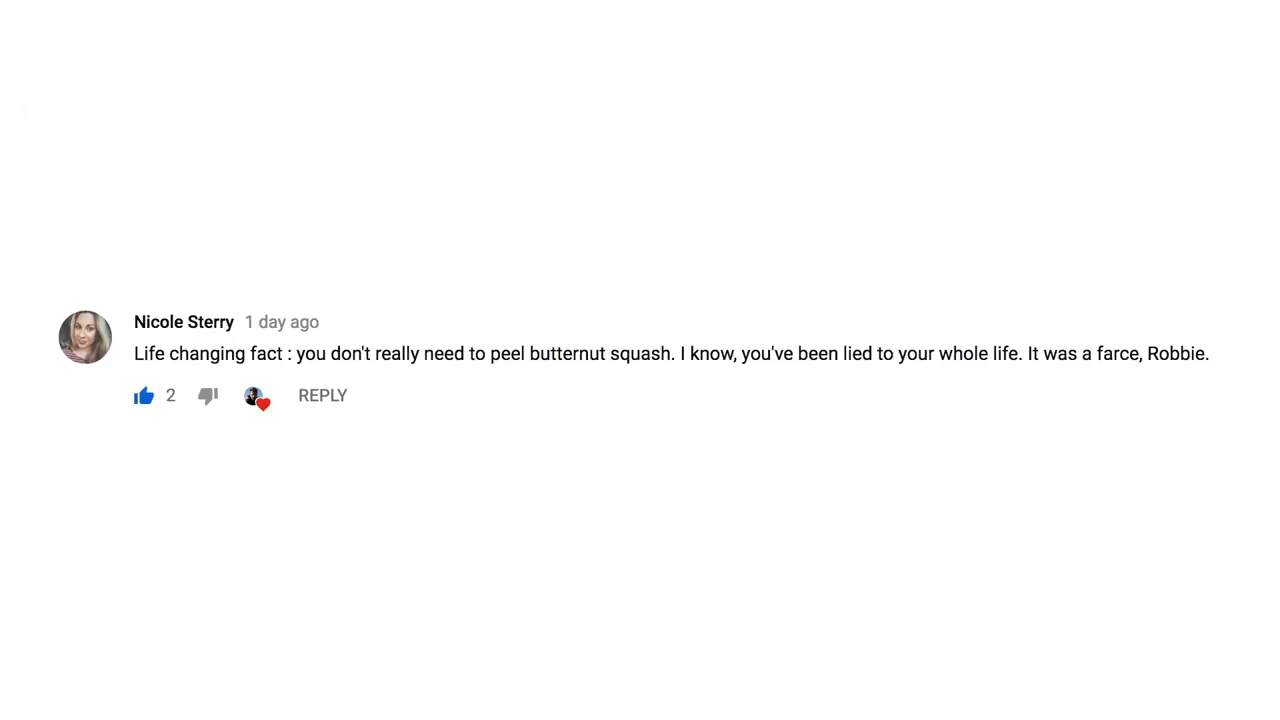 Nicole Sterry 1 day ago
Life changing fact : you don't really need to peel butternut squash. I know, you've been lied to your whole life. It was a farce, Robbie.
2 REPLY